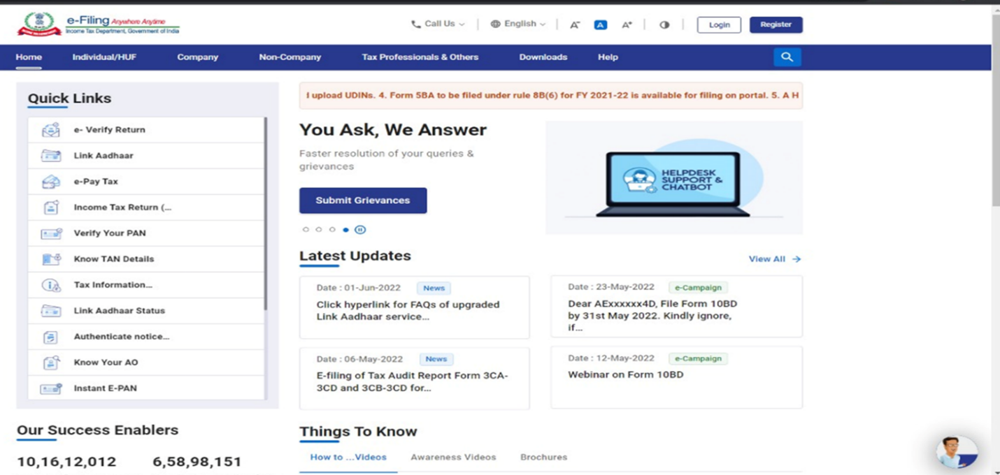 e-Filing Anywhere Anytime
Income Tax Department, Government of India
Call Us
English
A-
A
A+
Login
Register
Home
Individual/HUF
Company
Non-Company
Tax Professionals & Others
Downloads
Help
Quick Links
e- Verify Return
Link Aadhaar
e-Pay Tax
Income Tax Return (...
Verify Your PAN
Know TAN Details
Tax Information...
Link Aadhaar Status
Authenticate notice...
Know Your AO
Instant E-PAN
Our Success Enablers
10,16,12,012
6,58,98,151
upload UDINs. 4. Form 5BA to be filed under rule 8B(6) for FY 2021-22 is available for filing on portal. 5. A H
You Ask, We Answer
Faster resolution of your queries &
grievances
Submit Grievances
HELPDESK
SUPPORT &
CHATBOT
Latest Updates
View All
Date : 01-Jun-2022
News
Click hyperlink for FAQs of upgraded
Link Aadhaar service...
Date : 23-May-2022
e-Campaign
Dear AExxxxxx4D, File Form 10BD
by 31st May 2022. Kindly ignore,
if...
Date : 06-May-2022
News
E-filing of Tax Audit Report Form 3CA-
3CD and 3CB-3CD for...
Date : 12-May-2022
e-Campaign
Webinar on Form 10BD
Things To Know
How to ...Videos
Awareness Videos
Brochures